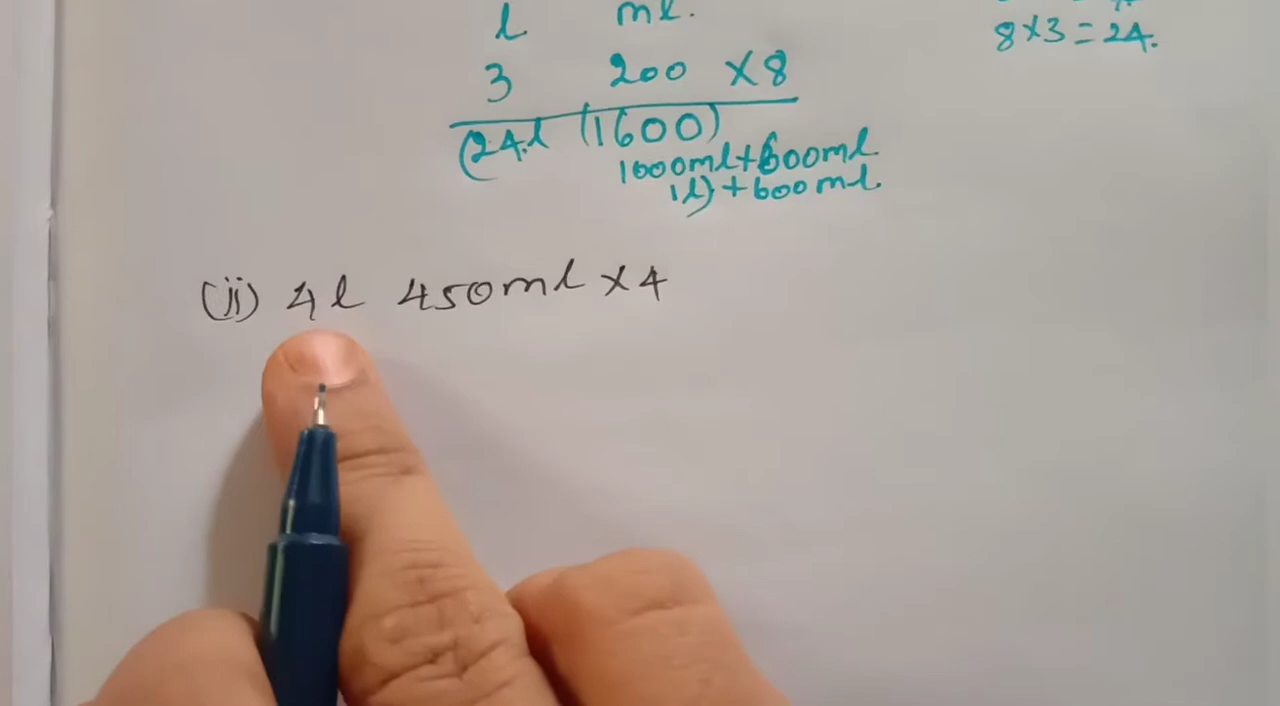 l ml.
8×3=24.
3 200 ×8
(24.l (1600)
1000ml+600ml
1l)+600ml.
(ii) 4l 450ml×4